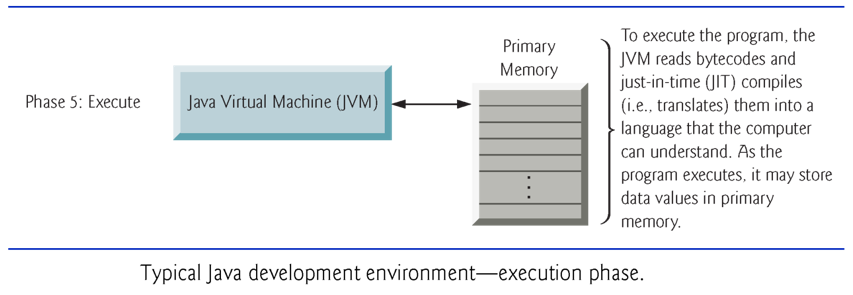 Phase 5: Execute
Java Virtual Machine (JVM)
Primary
Memory
To execute the program, the
JVM reads bytecodes and
just-in-time (JIT) compiles
(i.e., translates) them into a
language that the computer
can understand. As the
program executes, it may store
data values in primary
memory.
Typical Java development environment—execution phase.